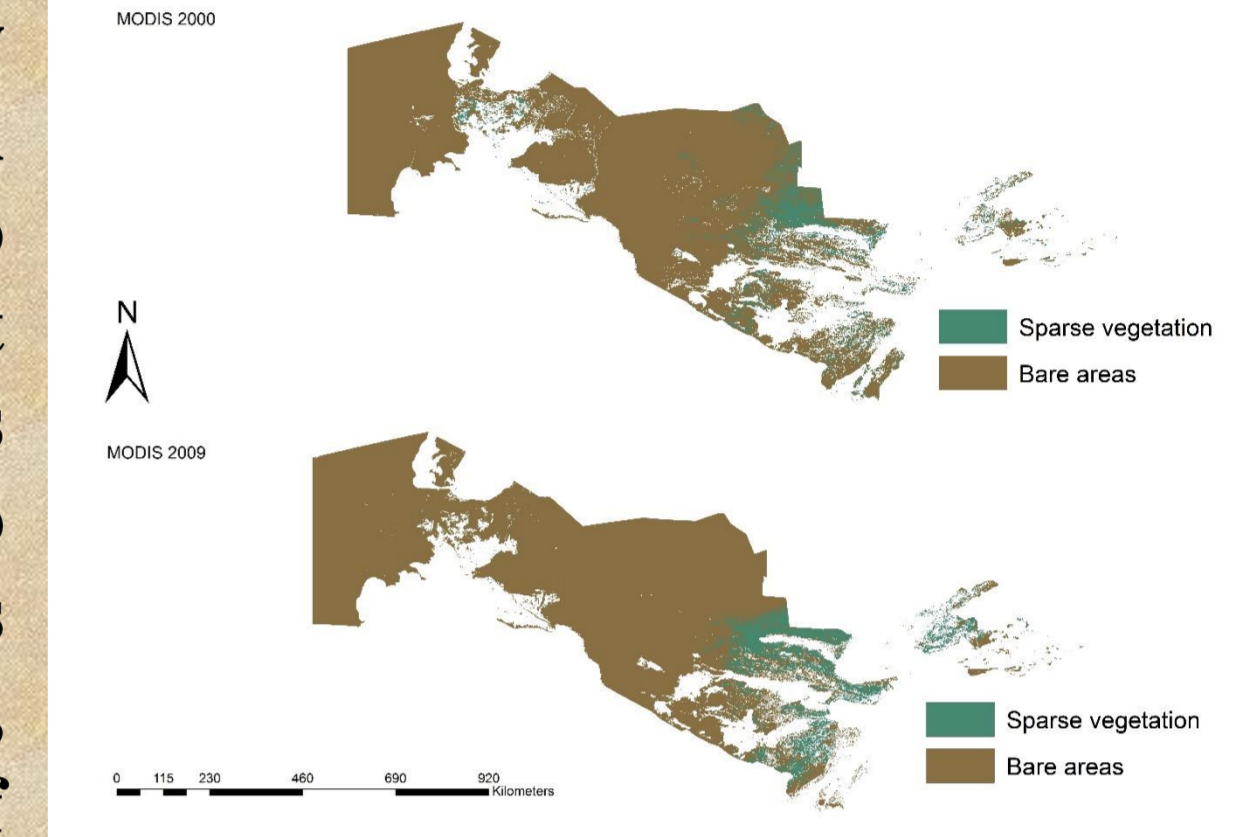 MODIS 2000
N
Sparse vegetation
Bare areas
MODIS 2009
Sparse vegetation
Bare areas
0 115 230 460 690 920
Kilometers